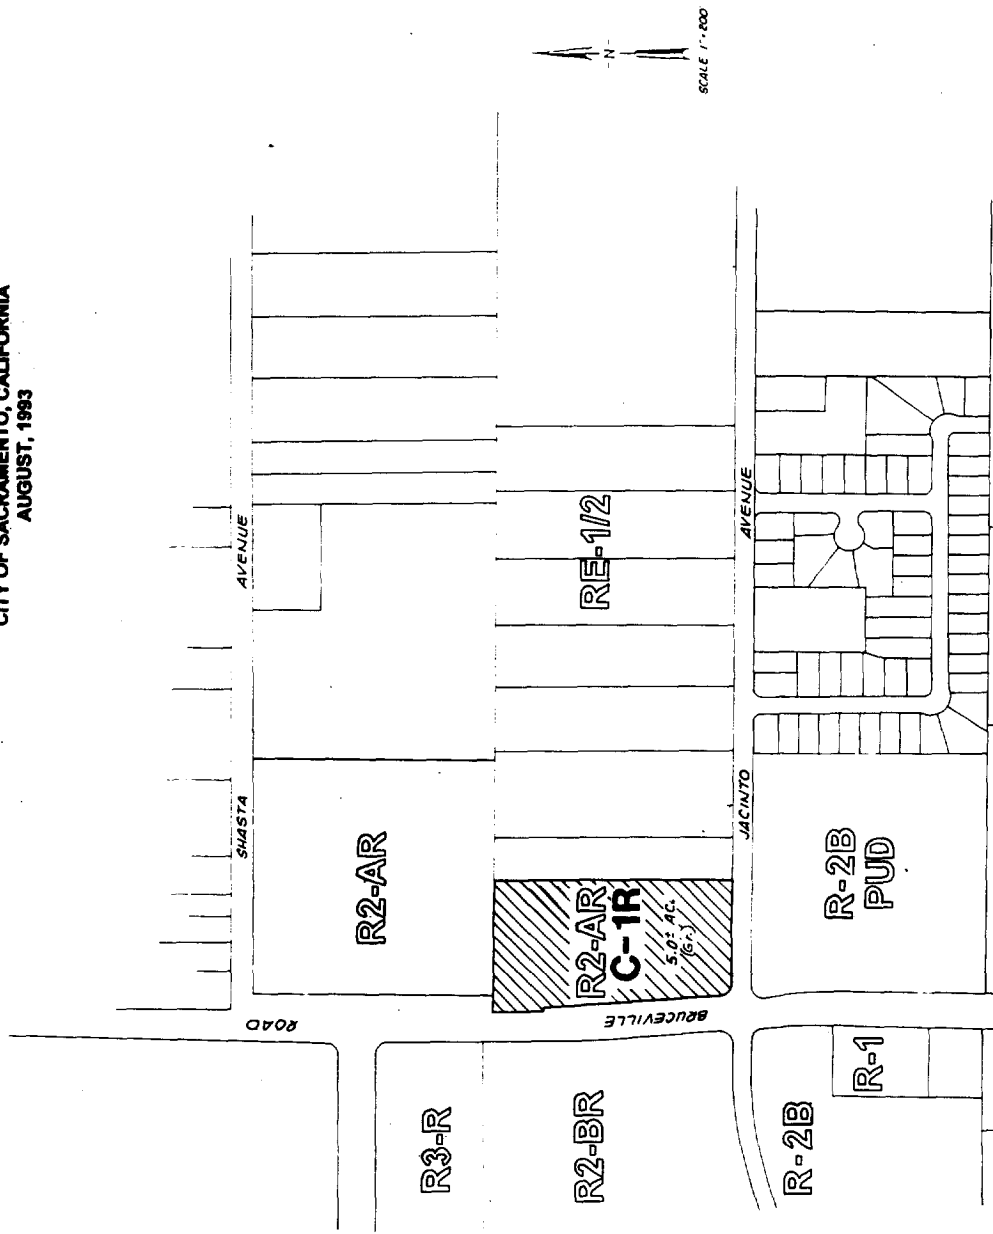 CITY OF SACRAMENTO, CALIFORNIA
AUGUST, 1993
-N-
SCALE 1"=200'
SHASTA
AVENUE
R2-AR
RE-1/2
ROAD
BRUCEVILLE
R2-AR
C-1R
5.0± AC.
(Gr.)
JACINTO
AVENUE
R3-R
R2-BR
R-2B
PUD
R-2B
R-1